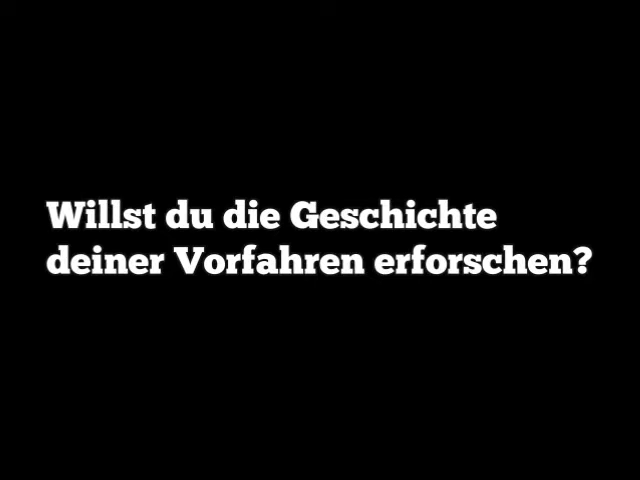 Willst du die Geschichte
deiner Vorfahren erforschen?